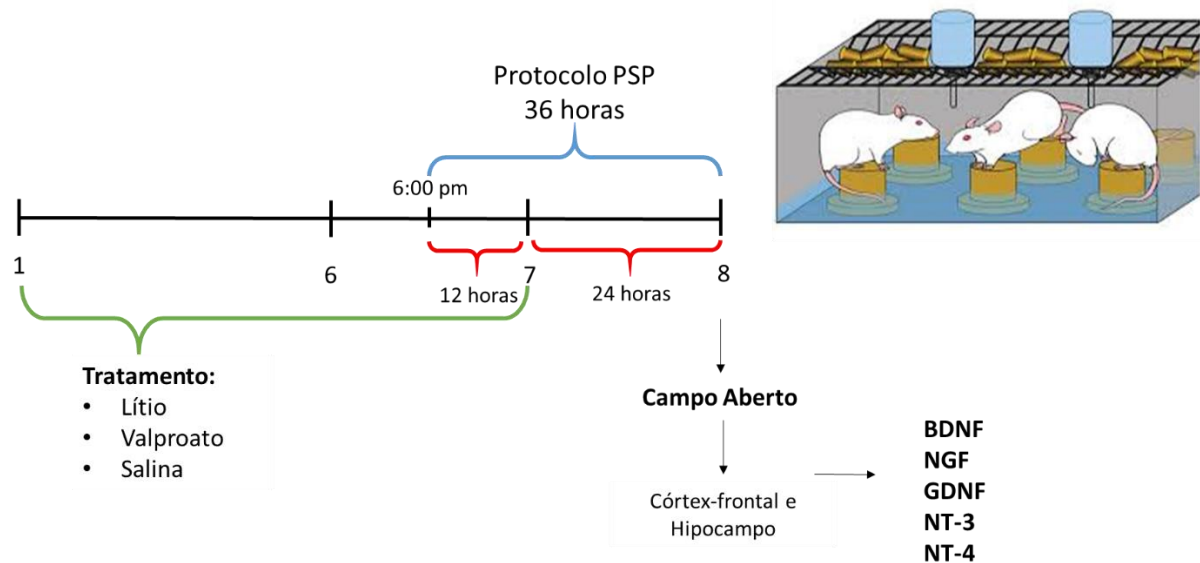 Protocolo PSP
36 horas
6:00 pm
1
6
7
8
12 horas
24 horas
Tratamento:
• Lítio
• Valproato
• Salina
Campo Aberto
Córtex-frontal e
Hipocampo
BDNF
NGF
GDNF
NT-3
NT-4